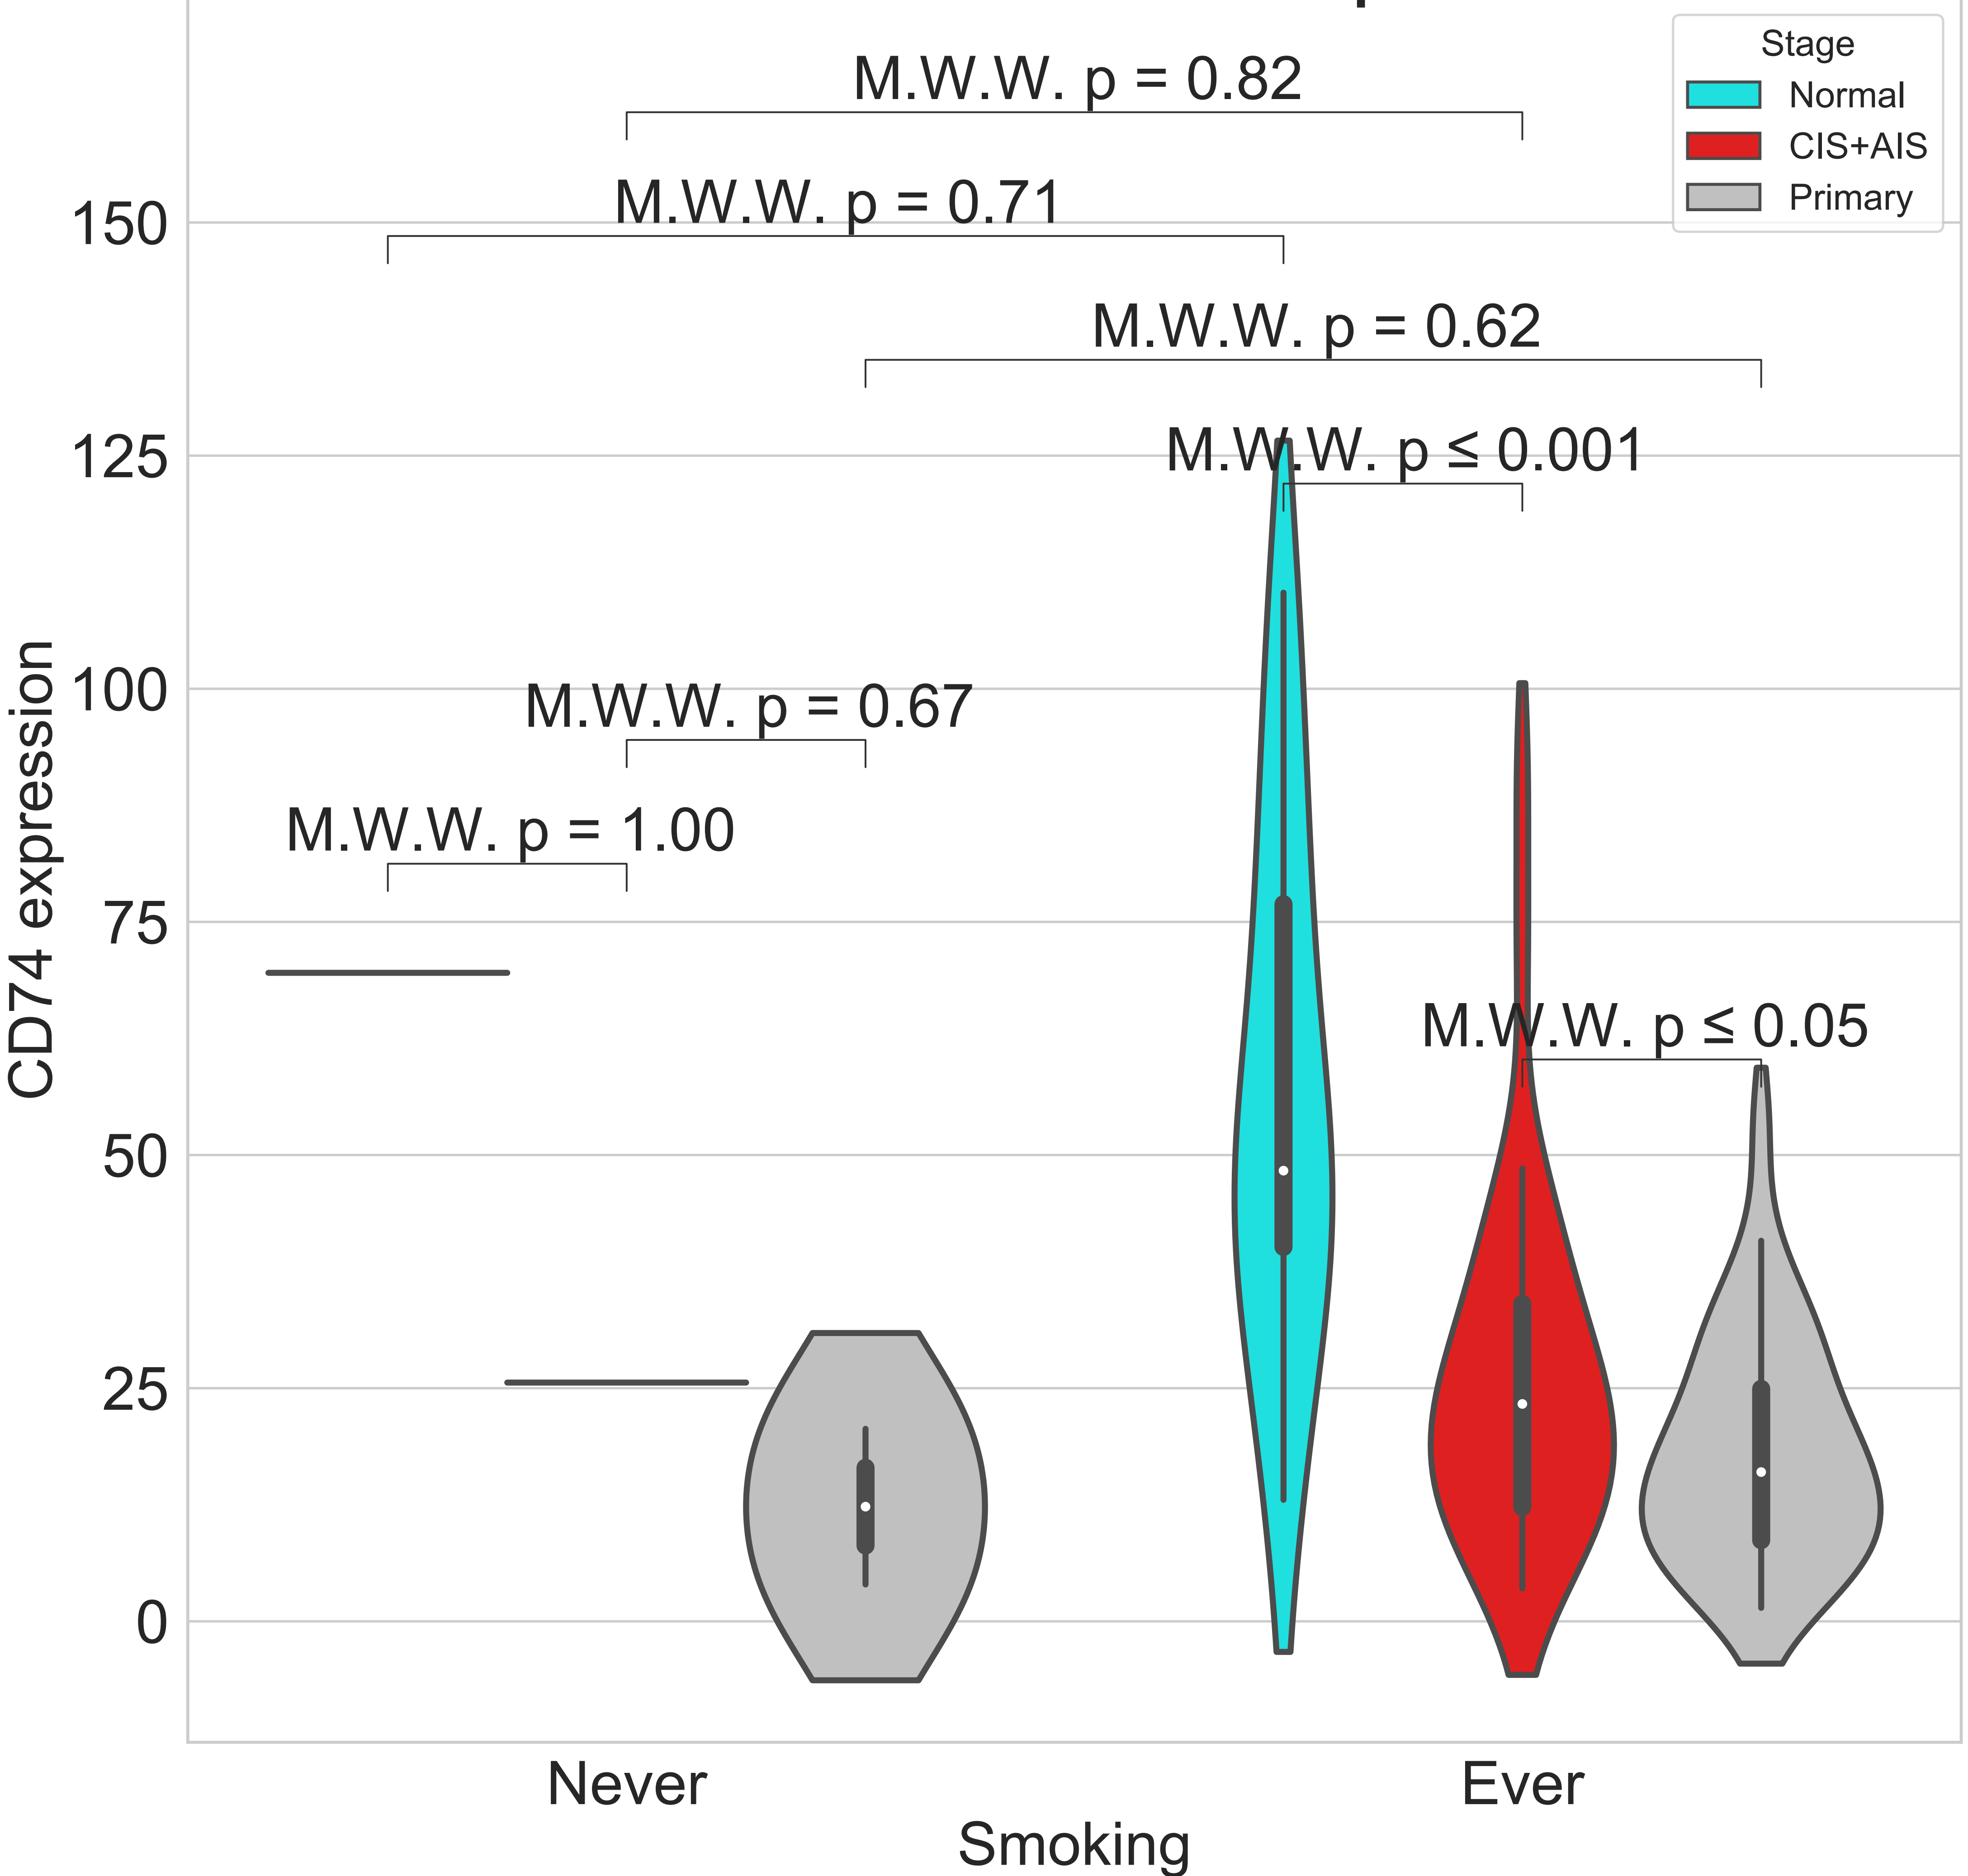 Stage
Normal
CIS+AIS
Primary
M.W.W. p = 0.82
M.W.W. p = 0.71
M.W.W. p = 0.62
M.W.W. p ≤ 0.001
M.W.W. p = 0.67
M.W.W. p = 1.00
M.W.W. p ≤ 0.05
150
125
100
75
50
25
0
CD74 expression
Never
Ever
Smoking